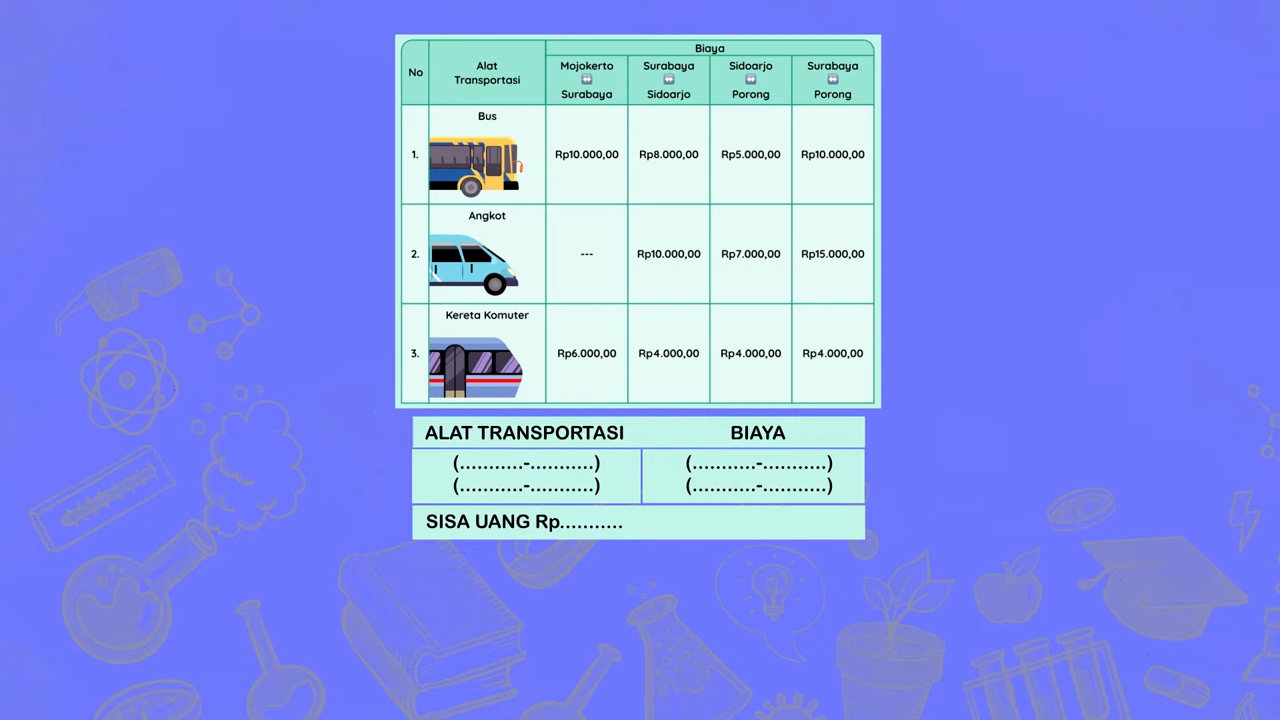 No
Alat
Transportasi
Biaya
Mojokerto
↔
Surabaya
Surabaya
↔
Sidoarjo
Sidoarjo
↔
Porong
Surabaya
↔
Porong
1.
Bus
Rp10.000,00
Rp8.000,00
Rp5.000,00
Rp10.000,00
2.
Angkot
---
Rp10.000,00
Rp7.000,00
Rp15.000,00
3.
Kereta Komuter
Rp6.000,00
Rp4.000,00
Rp4.000,00
Rp4.000,00
ALAT TRANSPORTASI
BIAYA
(...........-...........)
(...........-...........)
(...........-...........)
(...........-...........)
SISA UANG Rp...........